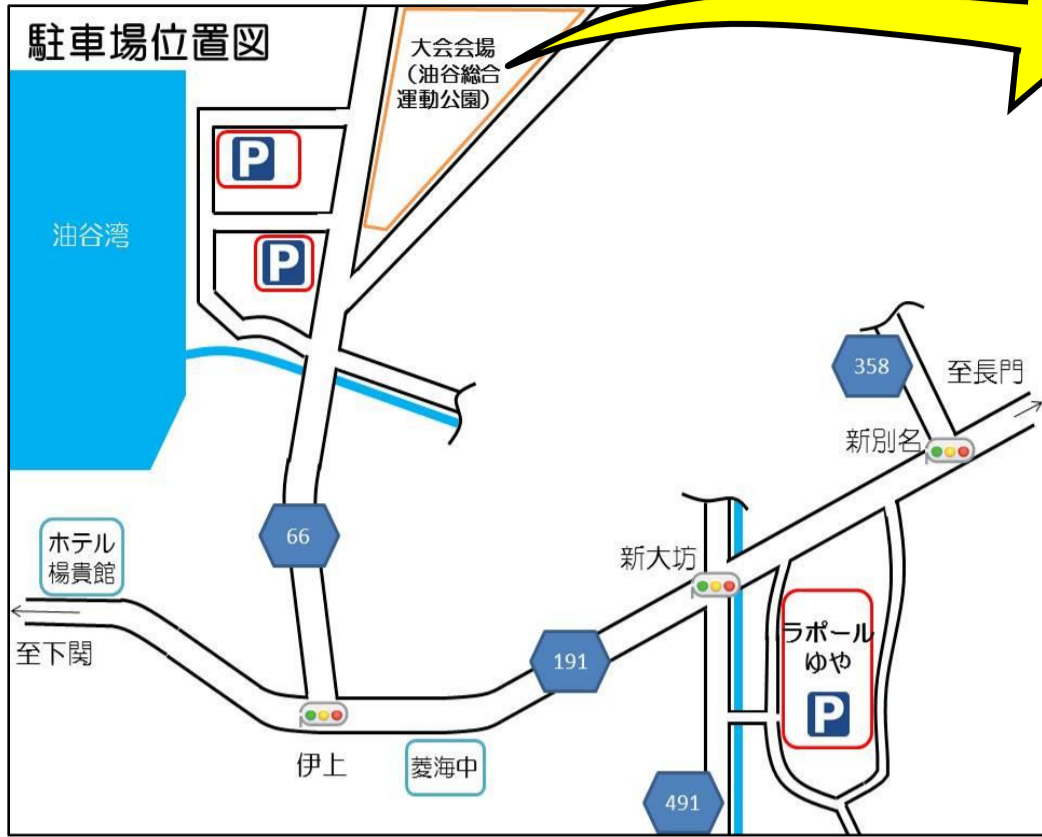 駐車場位置図
大会会場
（油谷総合
運動公園）
P
油谷湾
P
358
至長門
新別名
66
新大坊
ホテル
楊貴館
至下関
191
ラポール
ゆや
P
伊上
菱海中
491